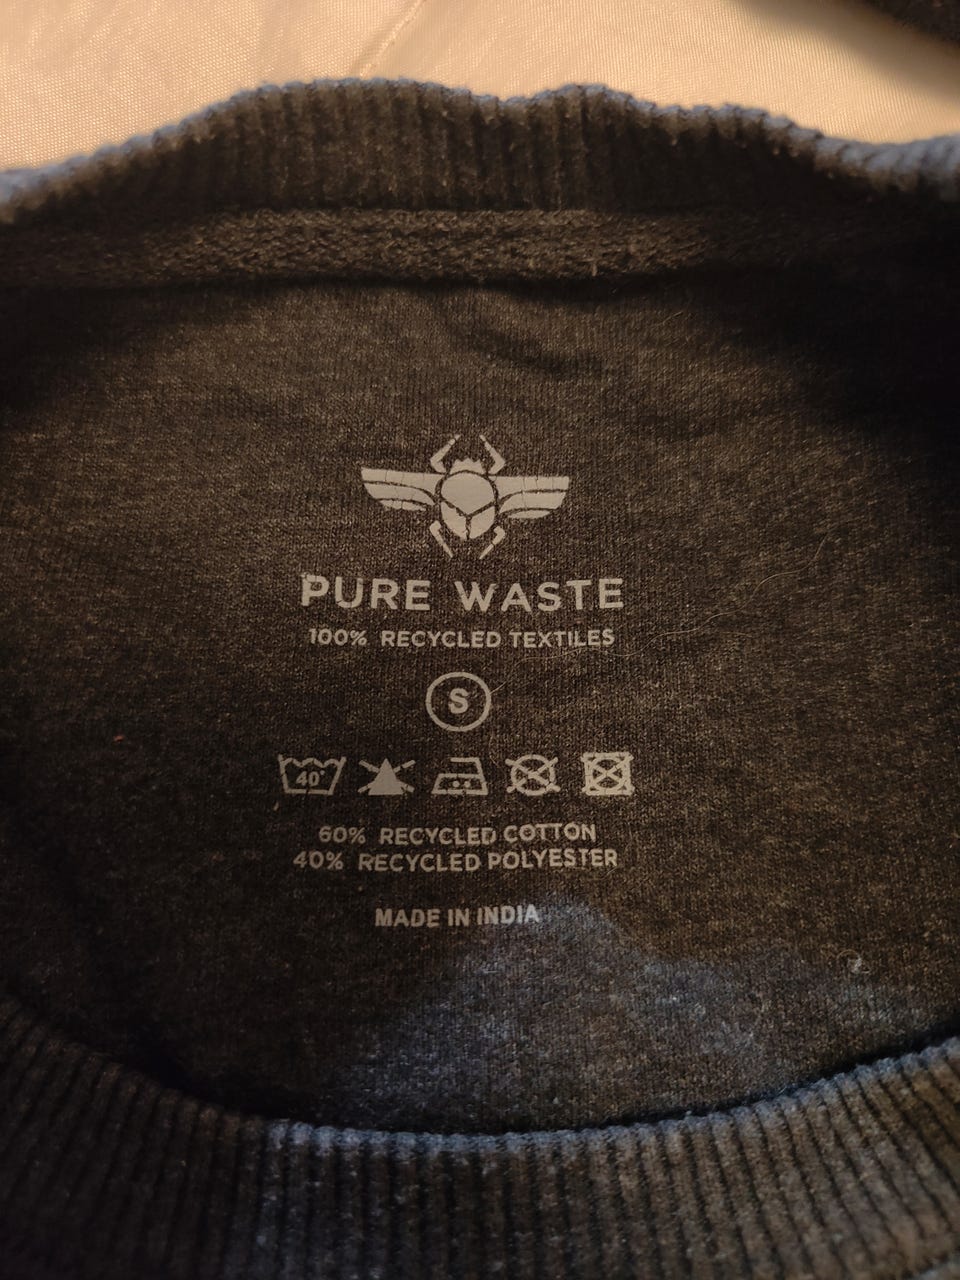 PURE WASTE
100% RECYCLED TEXTILES
S
40°
60% RECYCLED COTTON
40% RECYCLED POLYESTER
MADE IN INDIA